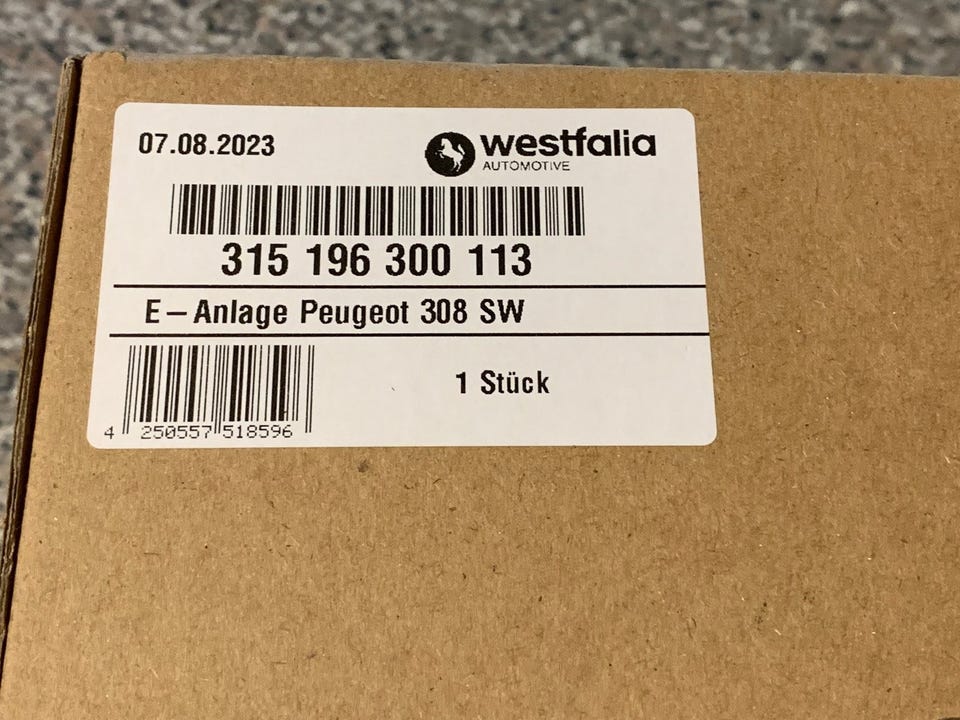 07.08.2023
westfalia
AUTOMOTIVE
315 196 300 113
E-Anlage Peugeot 308 SW
1 Stück
4 250557 518596